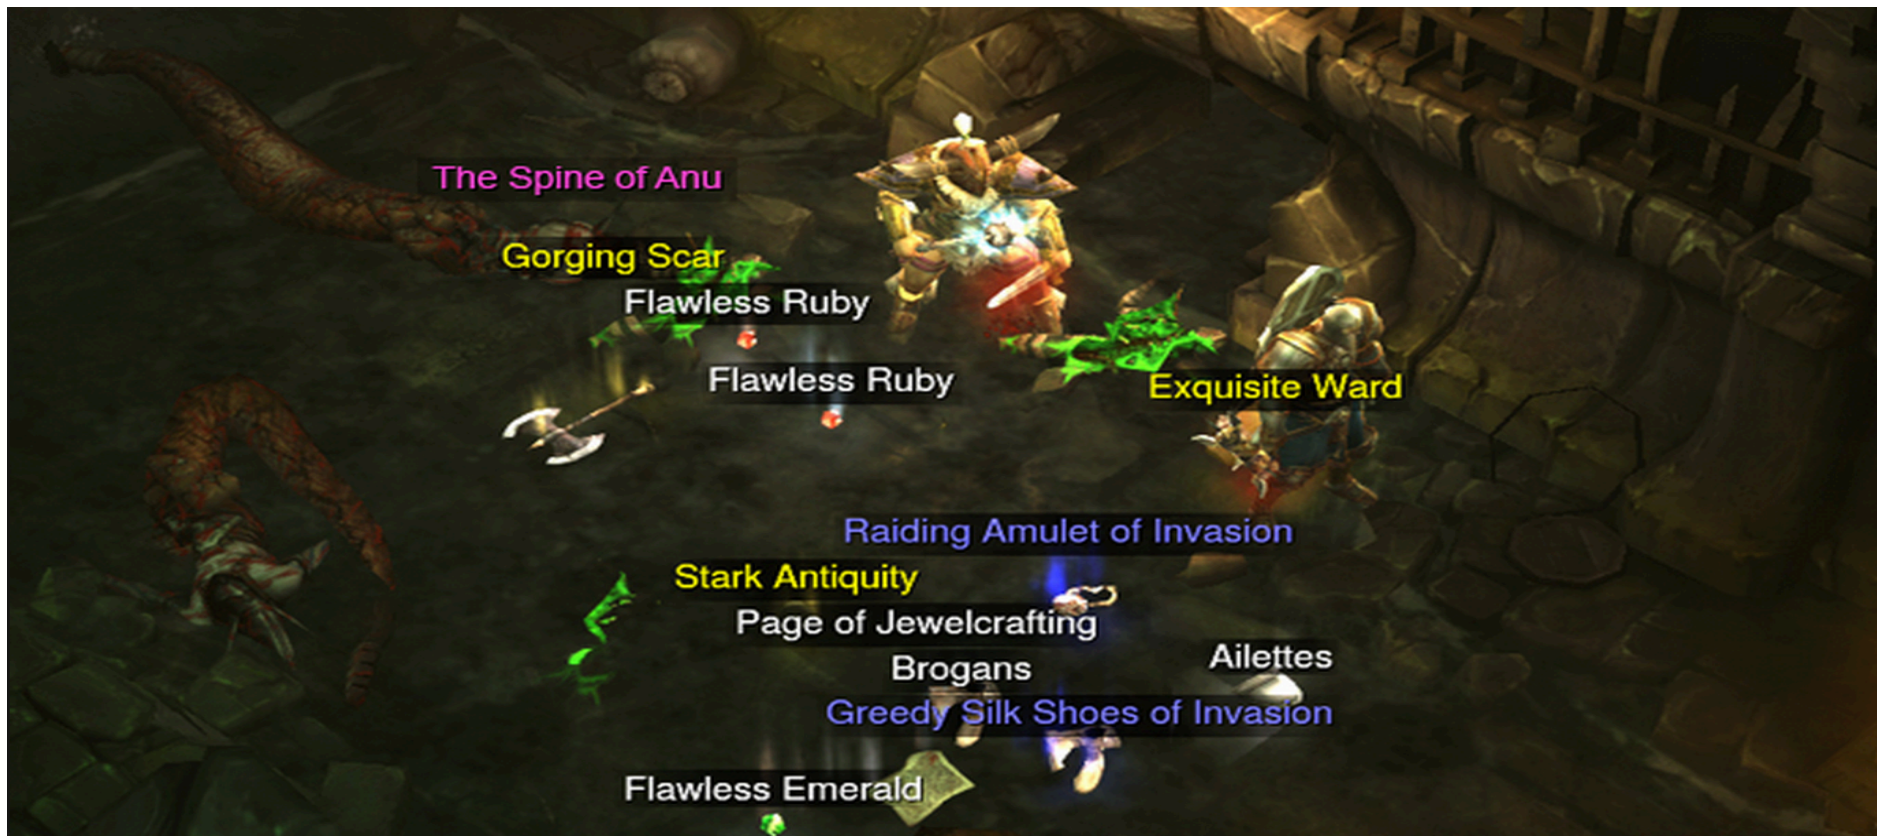 The Spine of Anu
Gorging Scar
Flawless Ruby
Flawless Ruby
Exquisite Ward
Raiding Amulet of Invasion
Stark Antiquity
Page of Jewelcrafting
Ailettes
Brogans
Greedy Silk Shoes of Invasion
Flawless Emerald